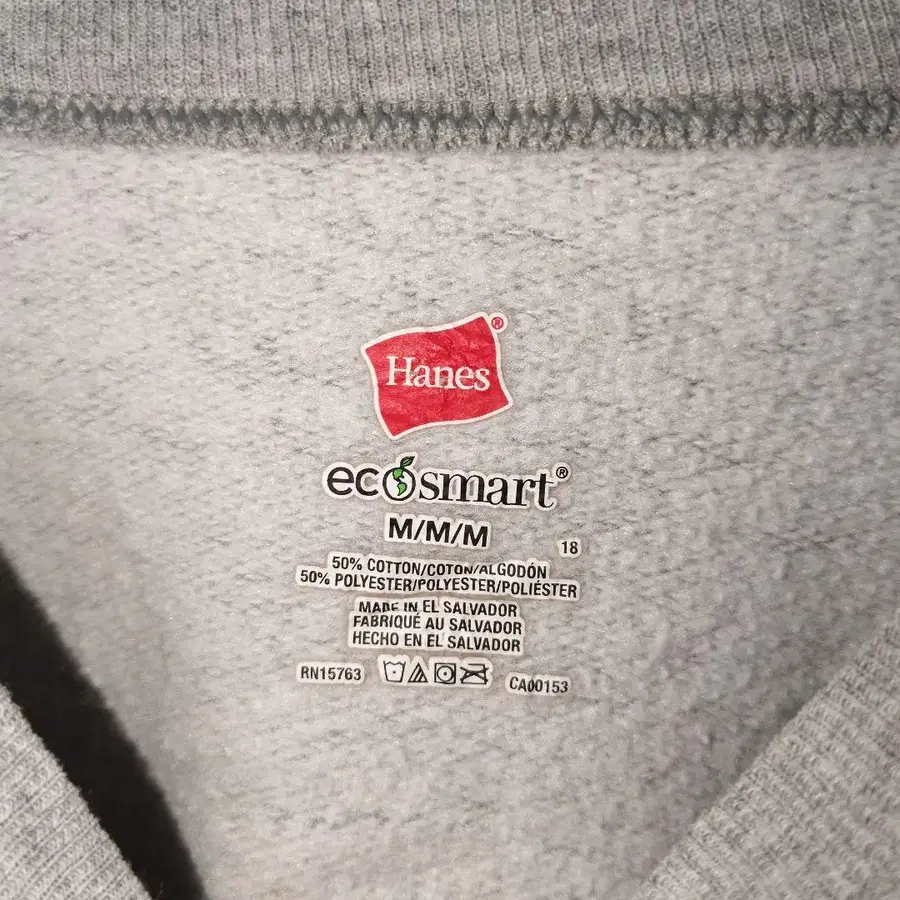 Hanes®
ecosmart®
M/M/M
18
50% COTTON/COTON/ALGODÓN
50% POLYESTER/POLYESTER/POLIÉSTER
MADE IN EL SALVADOR
FABRIQUÉ AU SALVADOR
HECHO EN EL SALVADOR
RN15763
CA00153